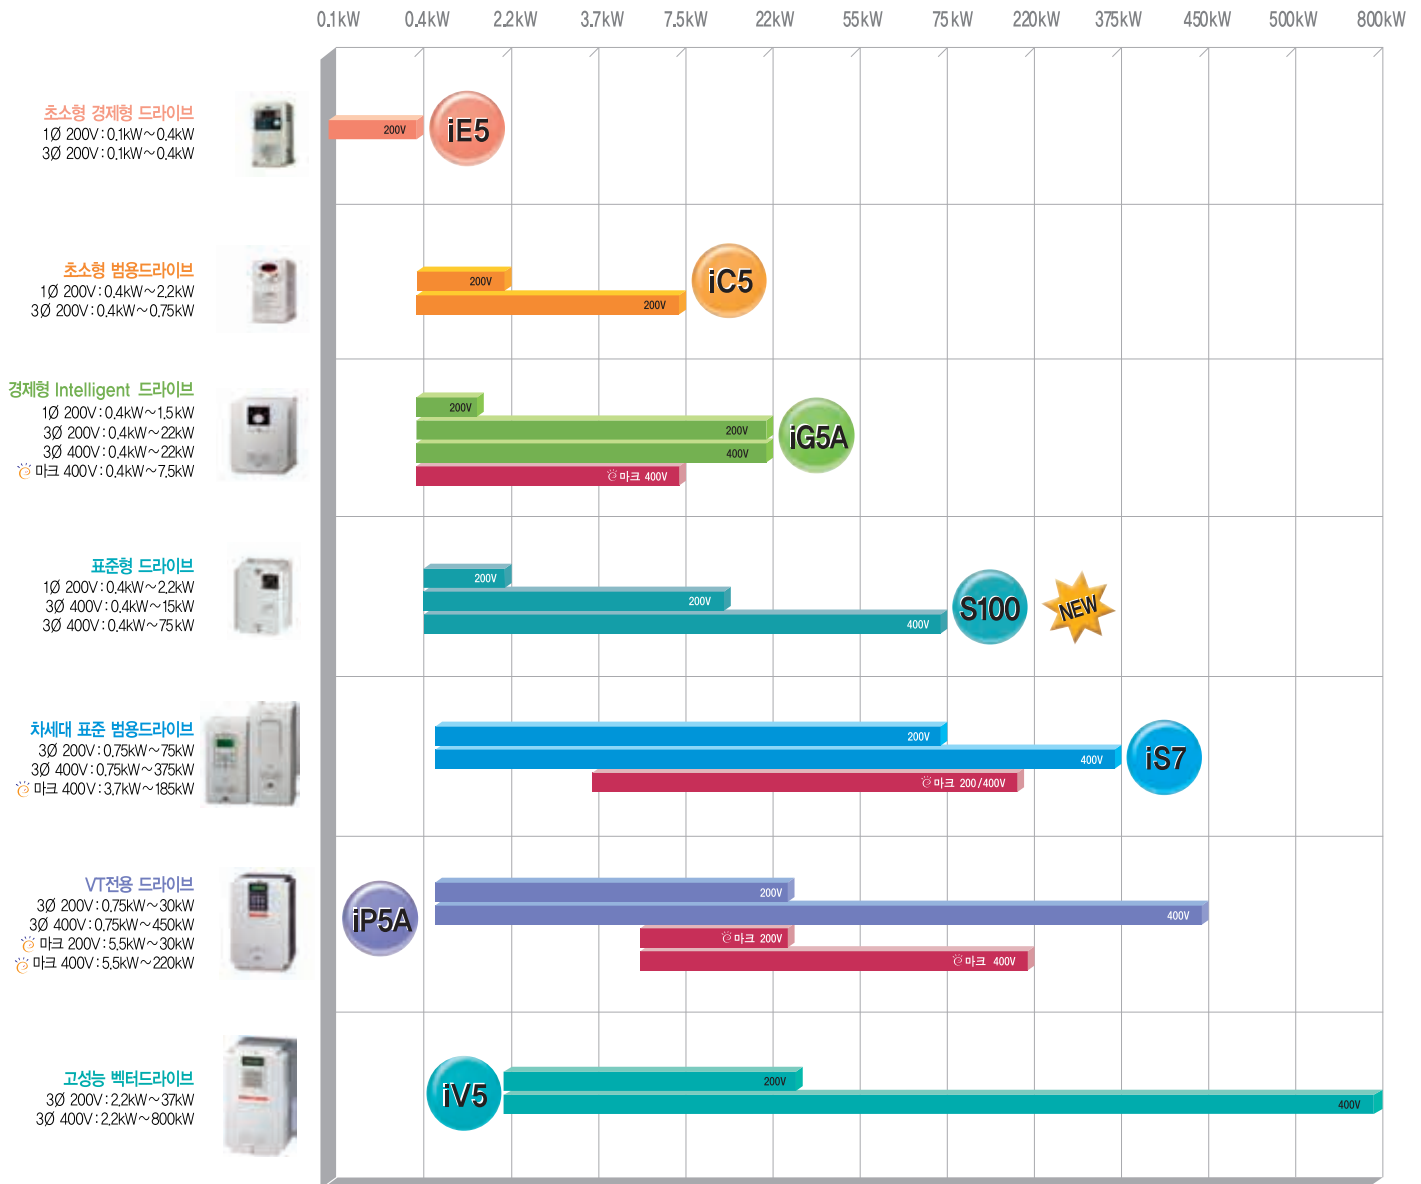 0.1kW 0.4kW 2.2kW 3.7kW 7.5kW 22kW 55kW 75kW 220kW 375kW 450kW 500kW 800kW
초소형 경제형 드라이브
1Ø 200V : 0.1kW~0.4kW
3Ø 200V : 0.1kW~0.4kW
200V
iE5
초소형 범용드라이브
1Ø 200V : 0.4kW~2.2kW
3Ø 200V : 0.4kW~0.75kW
200V
200V
iC5
경제형 Intelligent 드라이브
1Ø 200V : 0.4kW~1.5kW
3Ø 200V : 0.4kW~22kW
3Ø 400V : 0.4kW~22kW
e 마크 400V : 0.4kW~7.5kW
200V
200V
400V
e 마크 400V
iG5A
표준형 드라이브
1Ø 200V : 0.4kW~2.2kW
3Ø 400V : 0.4kW~15kW
3Ø 400V : 0.4kW~75kW
200V
200V
400V
S100
NEW
차세대 표준 범용드라이브
3Ø 200V : 0.75kW~75kW
3Ø 400V : 0.75kW~375kW
e 마크 400V : 3.7kW~185kW
200V
400V
e 마크 200/400V
iS7
VT전용 드라이브
3Ø 200V : 0.75kW~30kW
3Ø 400V : 0.75kW~450kW
e 마크 200V : 5.5kW~30kW
e 마크 400V : 5.5kW~220kW
iP5A
200V
400V
e 마크 200V
e 마크 400V
고성능 벡터드라이브
3Ø 200V : 2.2kW~37kW
3Ø 400V : 2.2kW~800kW
iV5
200V
400V